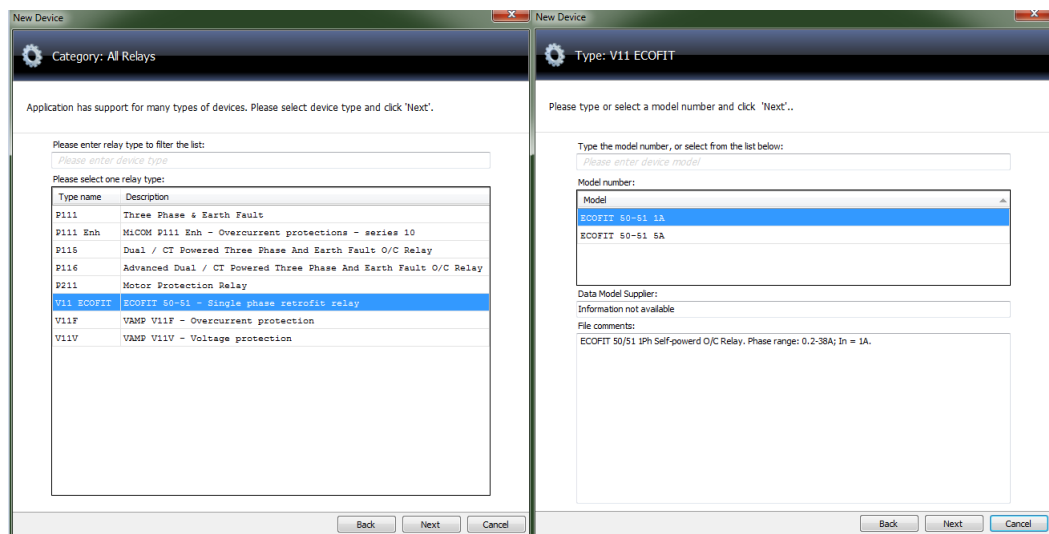 New Device
Category: All Relays
Application has support for many types of devices. Please select device type and click 'Next'.
Please enter relay type to filter the list:
Please enter device type
Please select one relay type:
Type name Description
P111 Three Phase & Earth Fault
P111 Enh MiCOM P111 Enh - Overcurrent protections - series 10
P115 Dual / CT Powered Three Phase And Earth Fault O/C Relay
P116 Advanced Dual / CT Powered Three Phase And Earth Fault O/C Relay
P211 Motor Protection Relay
V11 ECOFIT ECOFIT 50-51 - Single phase retrofit relay
V11F VAMP V11F - Overcurrent protection
V11V VAMP V11V - Voltage protection
Back Next Cancel
New Device
Type: V11 ECOFIT
Please type or select a model number and click 'Next'..
Type the model number, or select from the list below:
Please enter device model
Model number:
Model
ECOFIT 50-51 1A
ECOFIT 50-51 5A
Data Model Supplier:
Information not available
File comments:
ECOFIT 50/51 1Ph Self-powerd O/C Relay. Phase range: 0.2-38A; In = 1A.
Back Next Cancel